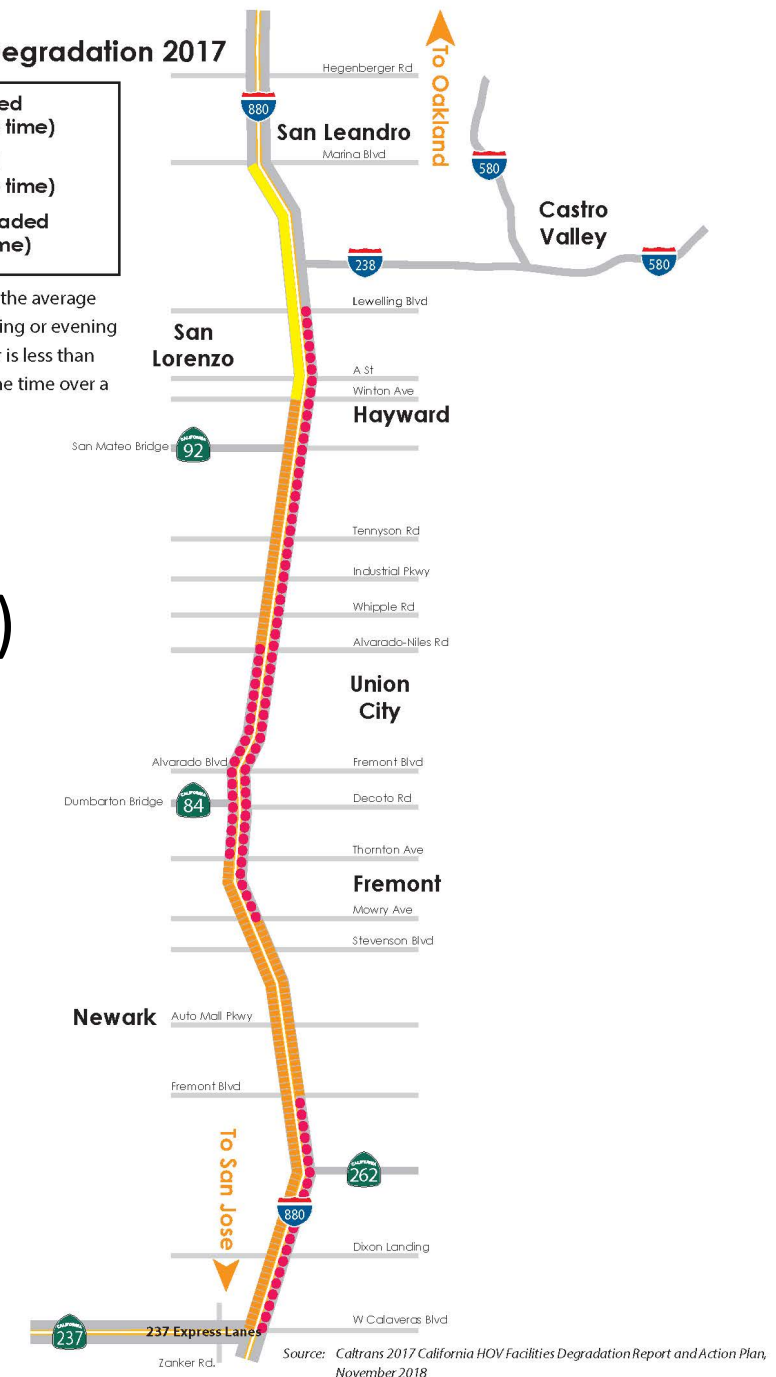 egradation 2017
To Oakland
Hegenberger Rd
ed
time)
880
San Leandro
Marina Blvd
580
time)
Castro
Valley
aded
me)
238
580
the average
Lewelling Blvd
ing or evening
San
Lorenzo
r is less than
A St
ne time over a
Winton Ave
Hayward
San Mateo Bridge
CALIFORNIA
92
Tennyson Rd
Industrial Pkwy
)
Whipple Rd
Alvarado-Niles Rd
Union
City
Alvarado Blvd
Fremont Blvd
Dumbarton Bridge
CALIFORNIA
84
Decoto Rd
Thornton Ave
Fremont
Mowry Ave
Stevenson Blvd
Newark
Auto Mall Pkwy
Fremont Blvd
To San Jose
CALIFORNIA
262
880
Dixon Landing
CALIFORNIA
237
237 Express Lanes
W Calaveras Blvd
Zanker Rd.
Source: Caltrans 2017 California HOV Facilities Degradation Report and Action Plan,
November 2018